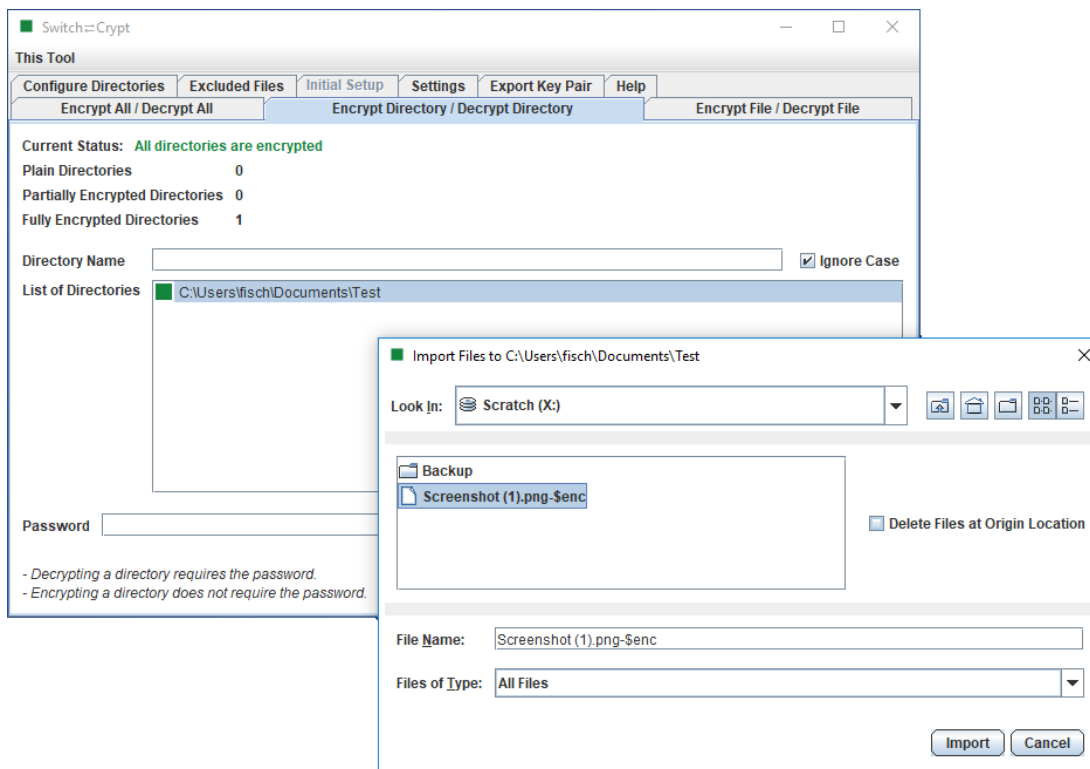 Switch⇄Crypt
This Tool
Configure Directories Excluded Files Initial Setup Settings Export Key Pair Help
Encrypt All / Decrypt All Encrypt Directory / Decrypt Directory Encrypt File / Decrypt File
Current Status: All directories are encrypted
Plain Directories 0
Partially Encrypted Directories 0
Fully Encrypted Directories 1
Directory Name Ignore Case
List of Directories C:\Users\fisch\Documents\Test
Password
- Decrypting a directory requires the password.
- Encrypting a directory does not require the password.
Import Files to C:\Users\fisch\Documents\Test
Look In: Scratch (X:)
Backup
Screenshot (1).png-$enc
Delete Files at Origin Location
File Name: Screenshot (1).png-$enc
Files of Type: All Files
Import Cancel